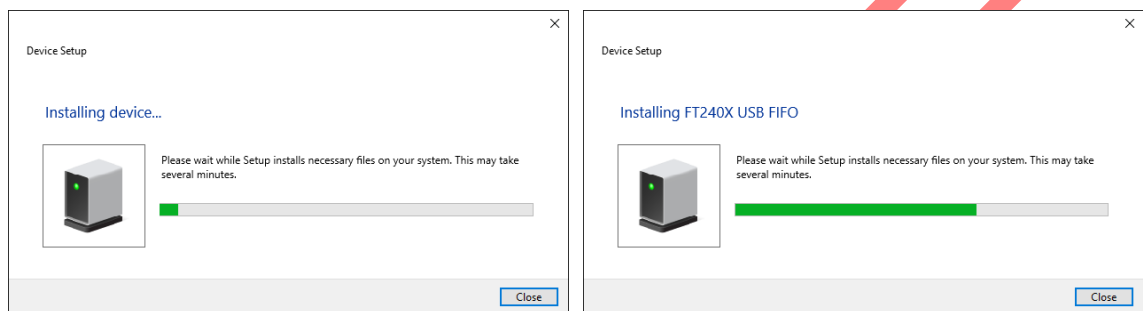 Device Setup
Installing device...
Please wait while Setup installs necessary files on your system. This may take
several minutes.
Close
Device Setup
Installing FT240X USB FIFO
Please wait while Setup installs necessary files on your system. This may take
several minutes.
Close